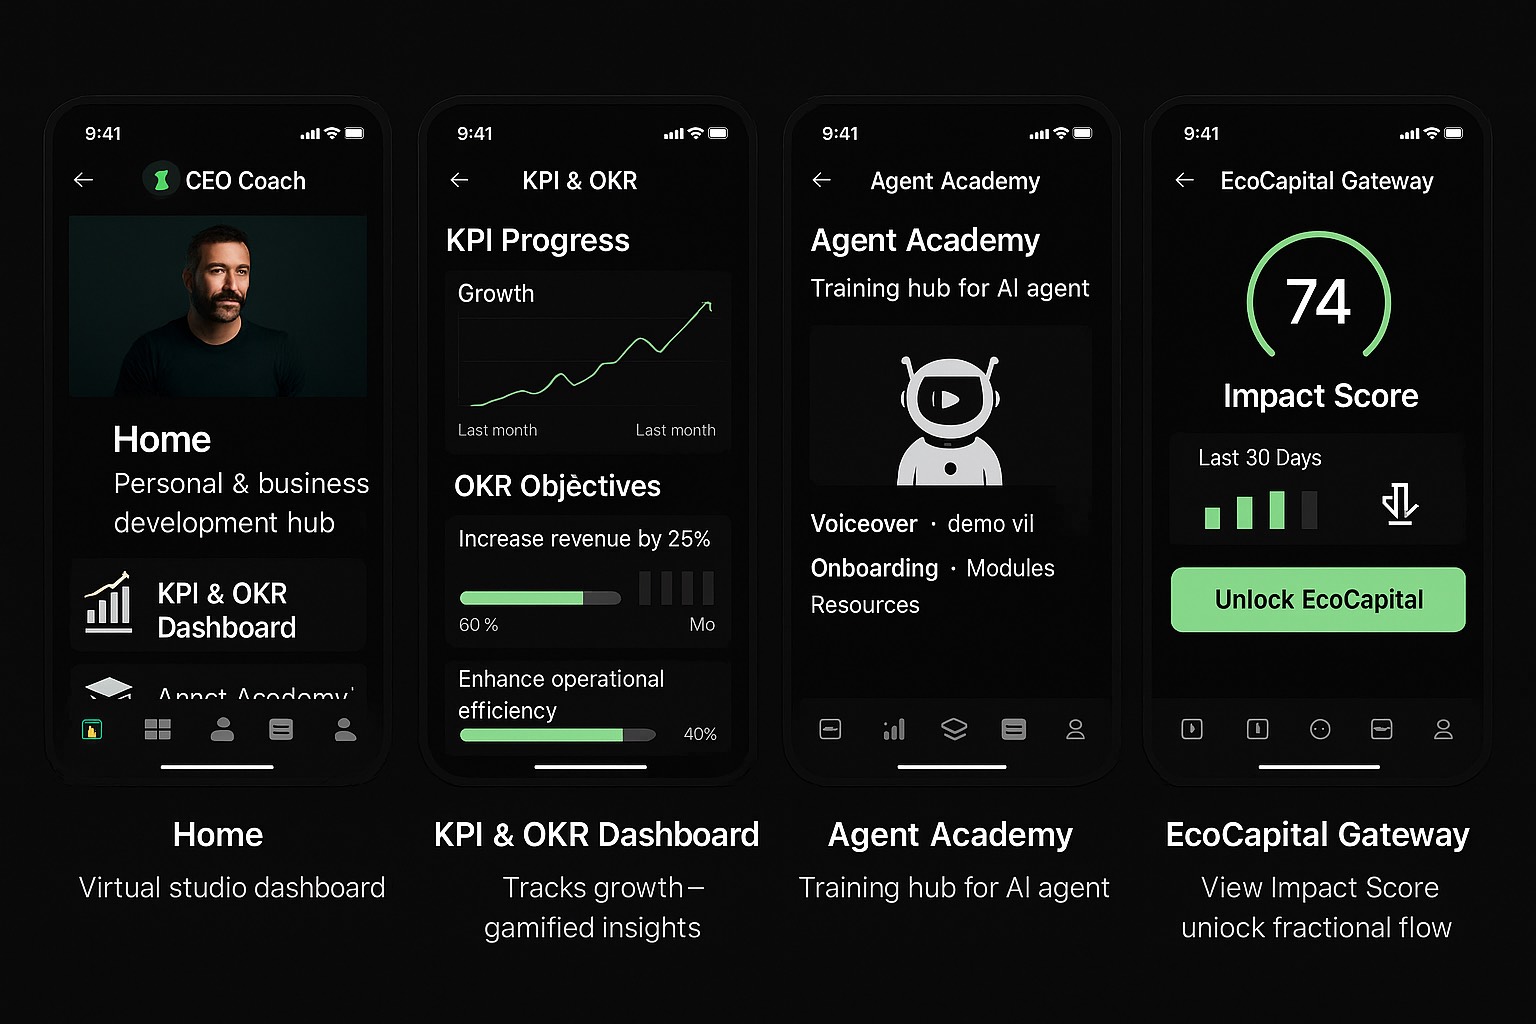 9:41
CEO Coach
Home
Personal & business
development hub
KPI & OKR
Dashboard
Home
Virtual studio dashboard
9:41
KPI & OKR
KPI Progress
Growth
Last month Last month
OKR Objèctives
Increase revenue by 25%
60 % Mo
Enhance operational
efficiency
40%
KPI & OKR Dashboard
Tracks growth–
gamified insights
9:41
Agent Academy
Agent Academy
Training hub for AI agent
Voiceover · demo vil
Onboarding · Modules
Resources
Agent Academy
Training hub for AI agent
9:41
EcoCapital Gateway
74
Impact Score
Last 30 Days
Unlock EcoCapital
EcoCapital Gateway
View Impact Score
uniock fractional flow